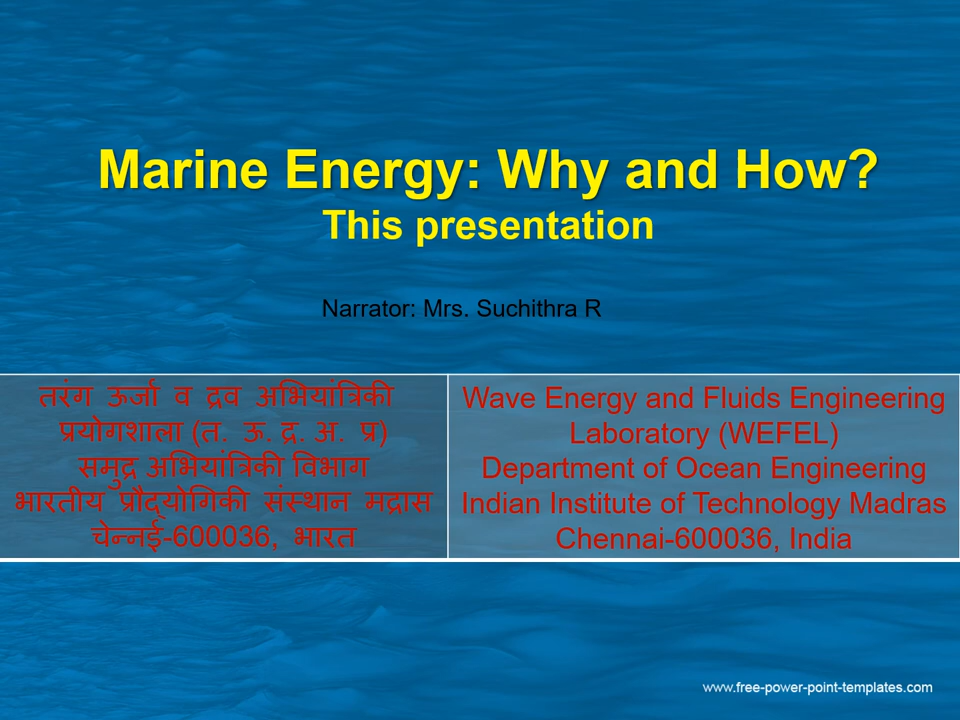 Marine Energy: Why and How?
This presentation
Narrator: Mrs. Suchithra R
तरंग ऊर्जा व द्रव अभियांत्रिकी
प्रयोगशाला (त. ऊ. द्र. अ. प्र)
समुद्र अभियांत्रिकी विभाग
भारतीय प्रौद्योगिकी संस्थान मद्रास
चेन्नई-600036, भारत
Wave Energy and Fluids Engineering
Laboratory (WEFEL)
Department of Ocean Engineering
Indian Institute of Technology Madras
Chennai-600036, India
www.free-power-point-templates.com